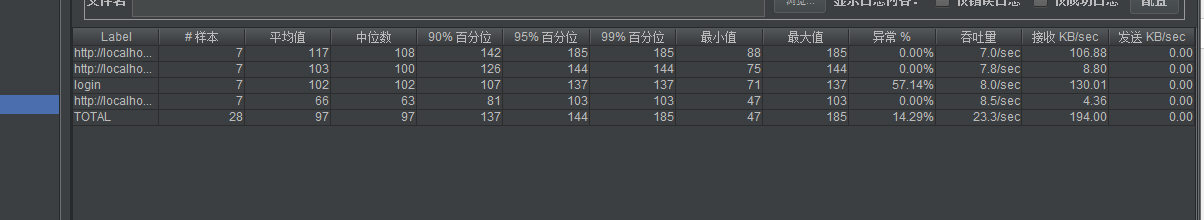 文件名 浏览... 显示日志内容: 仅错误日志 仅成功日志 配置
Label # 样本 平均值 中位数 90% 百分位 95% 百分位 99% 百分位 最小值 最大值 异常 % 吞吐量 接收 KB/sec 发送 KB/sec
http://localho... 7 117 108 142 185 185 88 185 0.00% 7.0/sec 106.88 0.00
http://localho... 7 103 100 126 144 144 75 144 0.00% 7.8/sec 8.80 0.00
login 7 102 102 107 137 137 71 137 57.14% 8.0/sec 130.01 0.00
http://localho... 7 66 63 81 103 103 47 103 0.00% 8.5/sec 4.36 0.00
TOTAL 28 97 97 137 144 185 47 185 14.29% 23.3/sec 194.00 0.00